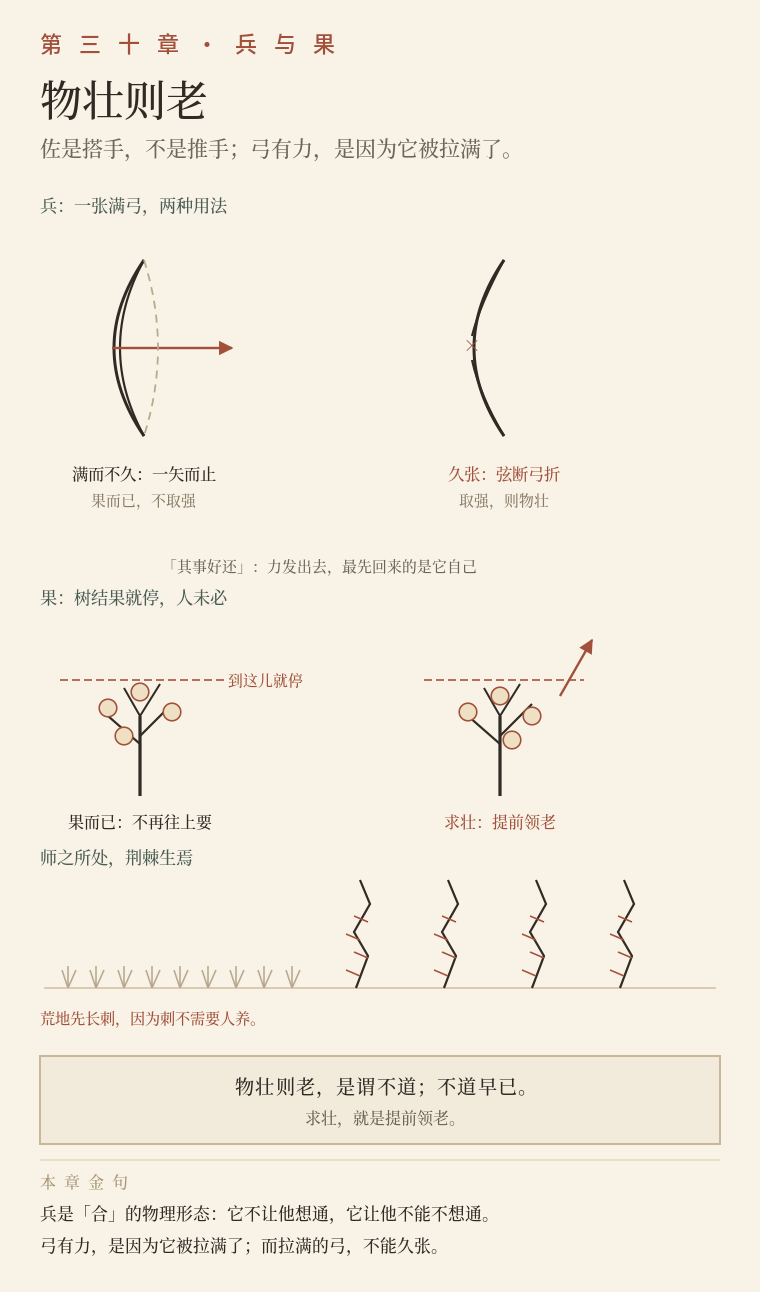 第三十章·兵与果
物壮则老
佐是搭手，不是推手；弓有力，是因为它被拉满了。
兵：一张满弓，两种用法
满而不久：一矢而止
果而已，不取强
久张：弦断弓折
取强，则物壮
「其事好还」：力发出去，最先回来的是它自己
果：树结果就停，人未必
到这儿就停
果而已：不再往上要
求壮：提前领老
师之所处，荆棘生焉
荒地先长刺，因为刺不需要人养。
物壮则老，是谓不道；不道早已。
求壮，就是提前领老。
本章金句
兵是「合」的物理形态：它不让他想通，它让他不能不想通。
弓有力，是因为它被拉满了；而拉满的弓，不能久张。